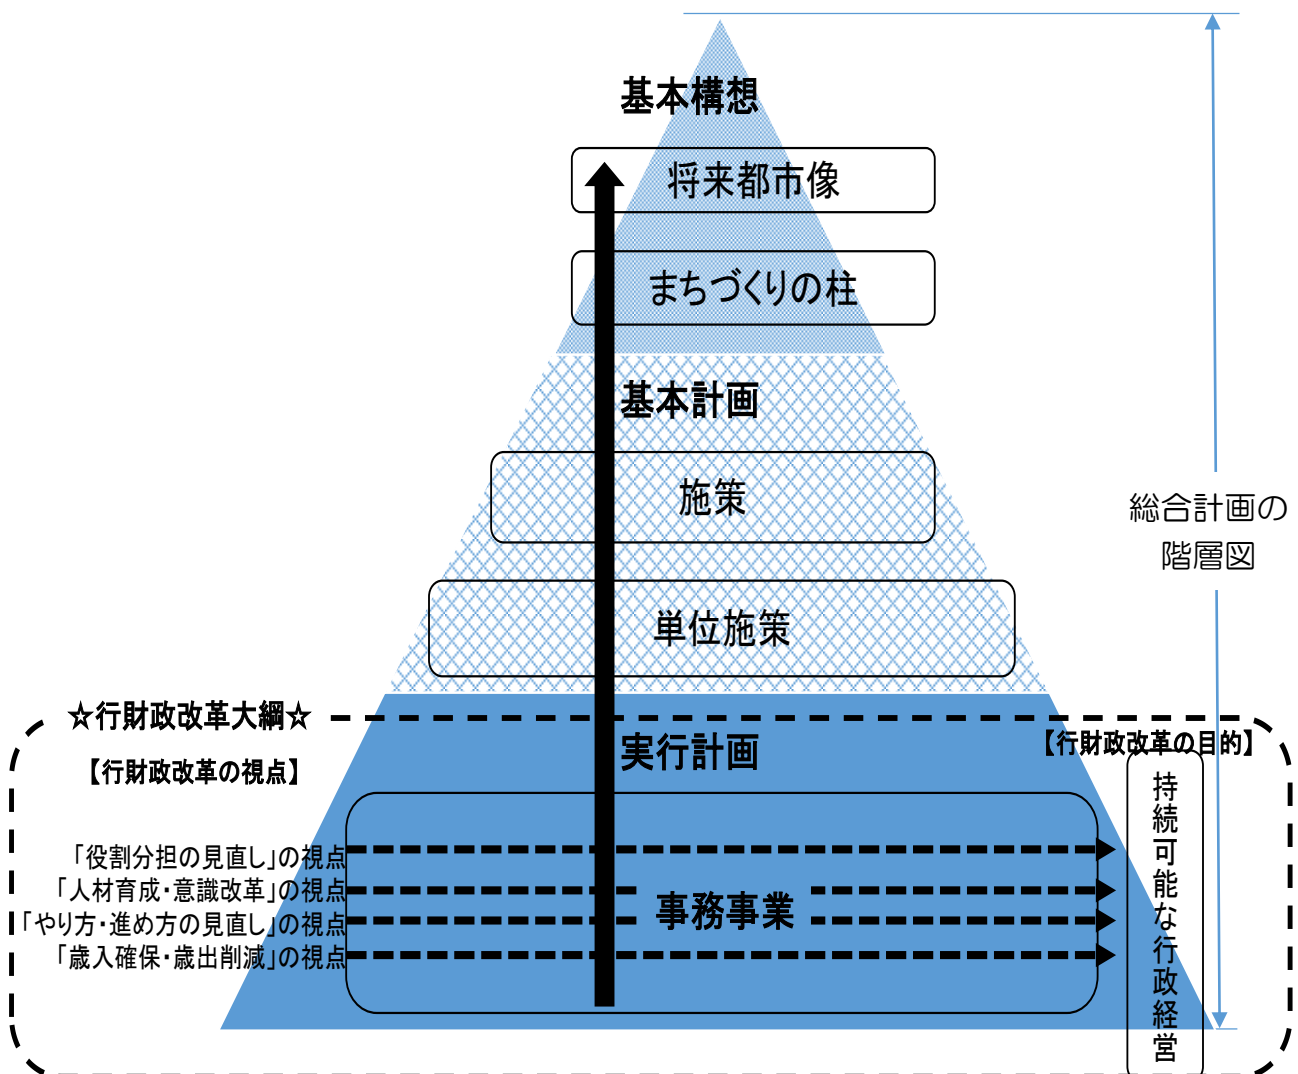 基本構想
将来都市像
まちづくりの柱
基本計画
施策
単位施策
総合計画の
階層図
☆行財政改革大綱☆
【行財政改革の視点】
実行計画
【行財政改革の目的】
「役割分担の見直し」の視点
「人材育成・意識改革」の視点
「やり方・進め方の見直し」の視点
「歳入確保・歳出削減」の視点
事務事業
持続可能な行政経営